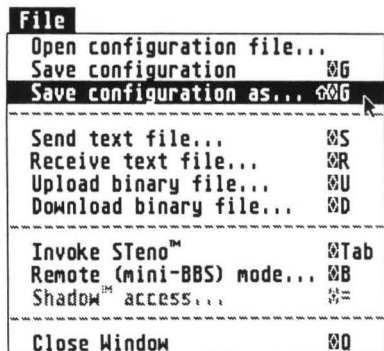 File
Open configuration file...
Save configuration ◊G
Save configuration as... ⇧◊G
Send text file... ◊S
Receive text file... ◊R
Upload binary file... ◊U
Download binary file... ◊D
Invoke STeno™ ◊Tab
Remote (mini-BBS) mode... ◊B
Shadow™ access... ◊=
Close Window ◊Q